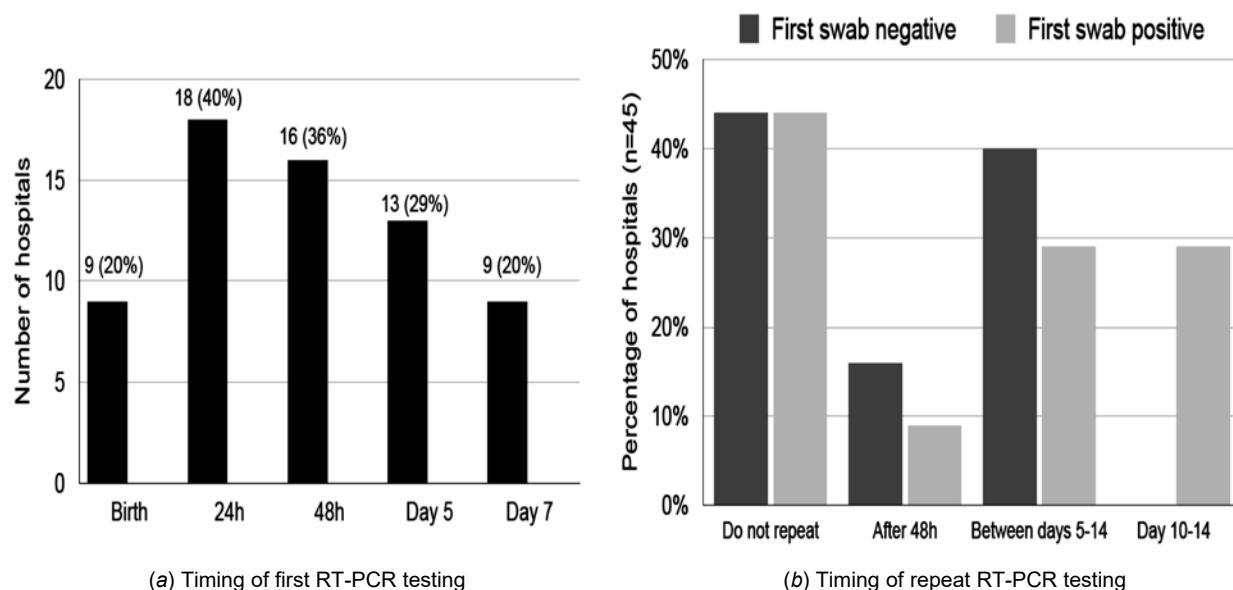 Number of hospitals
20
15
10
5
0
9 (20%)
18 (40%)
16 (36%)
13 (29%)
9 (20%)
Birth 24h 48h Day 5 Day 7
(a) Timing of first RT-PCR testing
First swab negative First swab positive
Percentage of hospitals (n=45)
50%
40%
30%
20%
10%
0%
Do not repeat After 48h Between days 5-14 Day 10-14
(b) Timing of repeat RT-PCR testing